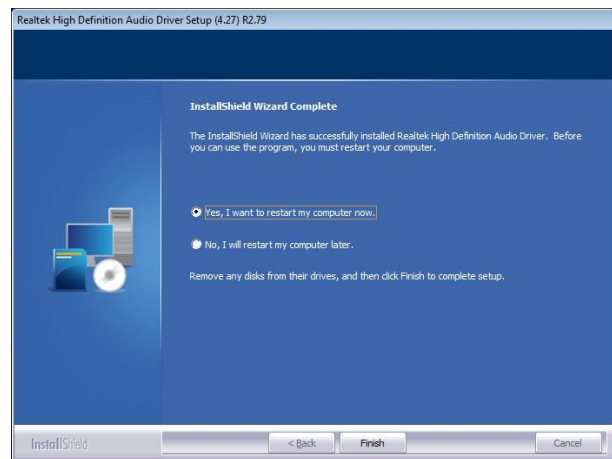 Realtek High Definition Audio Driver Setup (4.27) R2.79
InstallShield Wizard Complete
The InstallShield Wizard has successfully installed Realtek High Definition Audio Driver. Before
you can use the program, you must restart your computer.
Yes, I want to restart my computer now.
No, I will restart my computer later.
Remove any disks from their drives, and then click Finish to complete setup.
InstallShield
< Back
Finish
Cancel